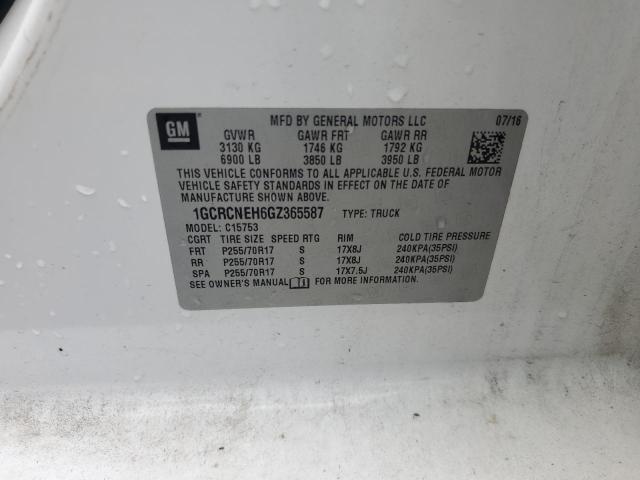 GM MFD BY GENERAL MOTORS LLC 07/16
GVWR GAWR FRT GAWR RR
3130 KG 1746 KG 1792 KG
6900 LB 3850 LB 3950 LB
THIS VEHICLE CONFORMS TO ALL APPLICABLE U.S. FEDERAL MOTOR
VEHICLE SAFETY STANDARDS IN EFFECT ON THE DATE OF
MANUFACTURE SHOWN ABOVE.
1GCRCNEH6GZ365587 TYPE: TRUCK
MODEL: C15753
CGRT TIRE SIZE SPEED RTG RIM COLD TIRE PRESSURE
FRT P255/70R17 S 17X8J 240KPA(35PSI)
RR P255/70R17 S 17X8J 240KPA(35PSI)
SPA P255/70R17 S 17X7.5J 240KPA(35PSI)
SEE OWNER'S MANUAL FOR MORE INFORMATION.